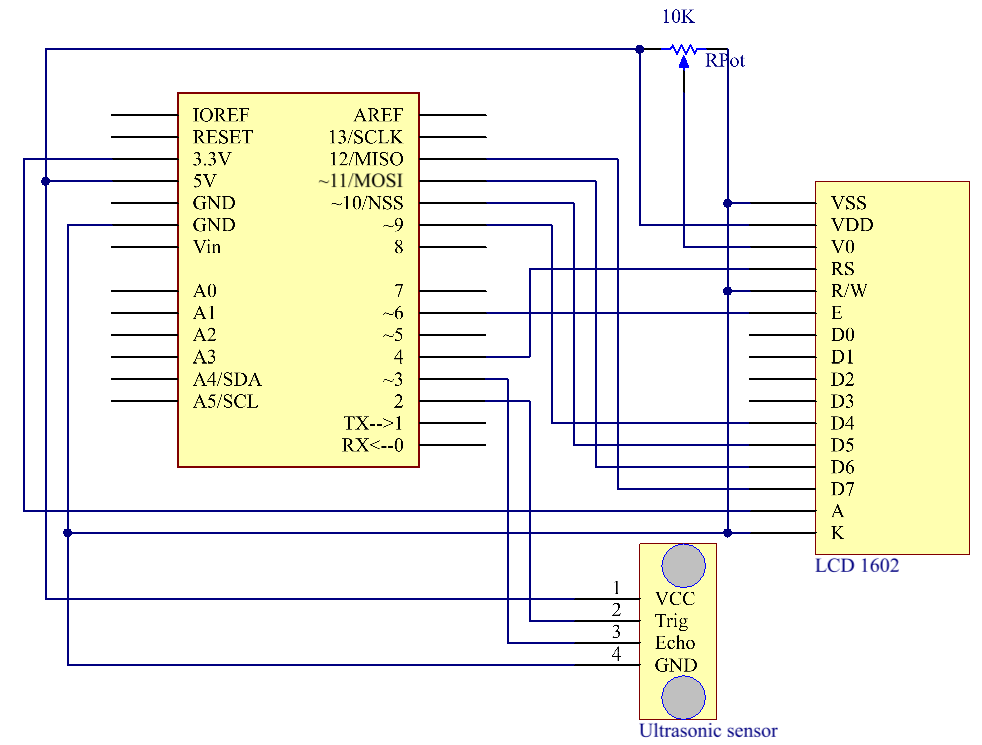 10K
RPot
IOREF
RESET
3.3V
5V
GND
GND
Vin
A0
A1
A2
A3
A4/SDA
A5/SCL
AREF
13/SCLK
12/MISO
~11/MOSI
~10/NSS
~9
8
7
~6
~5
4
~3
2
TX-->1
RX<--0
VSS
VDD
V0
RS
R/W
E
D0
D1
D2
D3
D4
D5
D6
D7
A
K
LCD 1602
1
2
3
4
VCC
Trig
Echo
GND
Ultrasonic sensor